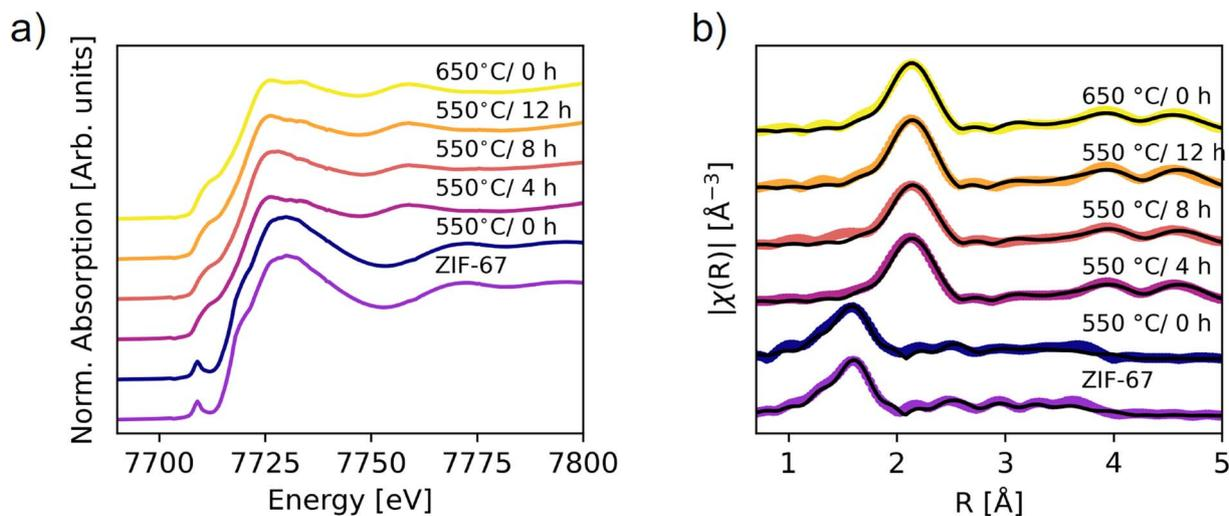 a)
Norm. Absorption [Arb. units]
650°C/ 0 h
550°C/ 12 h
550°C/ 8 h
550°C/ 4 h
550°C/ 0 h
ZIF-67
7700 7725 7750 7775 7800
Energy [eV]
b)
|χ(R)| [Å⁻³]
650 °C/ 0 h
550 °C/ 12 h
550 °C/ 8 h
550 °C/ 4 h
550 °C/ 0 h
ZIF-67
1 2 3 4 5
R [Å]